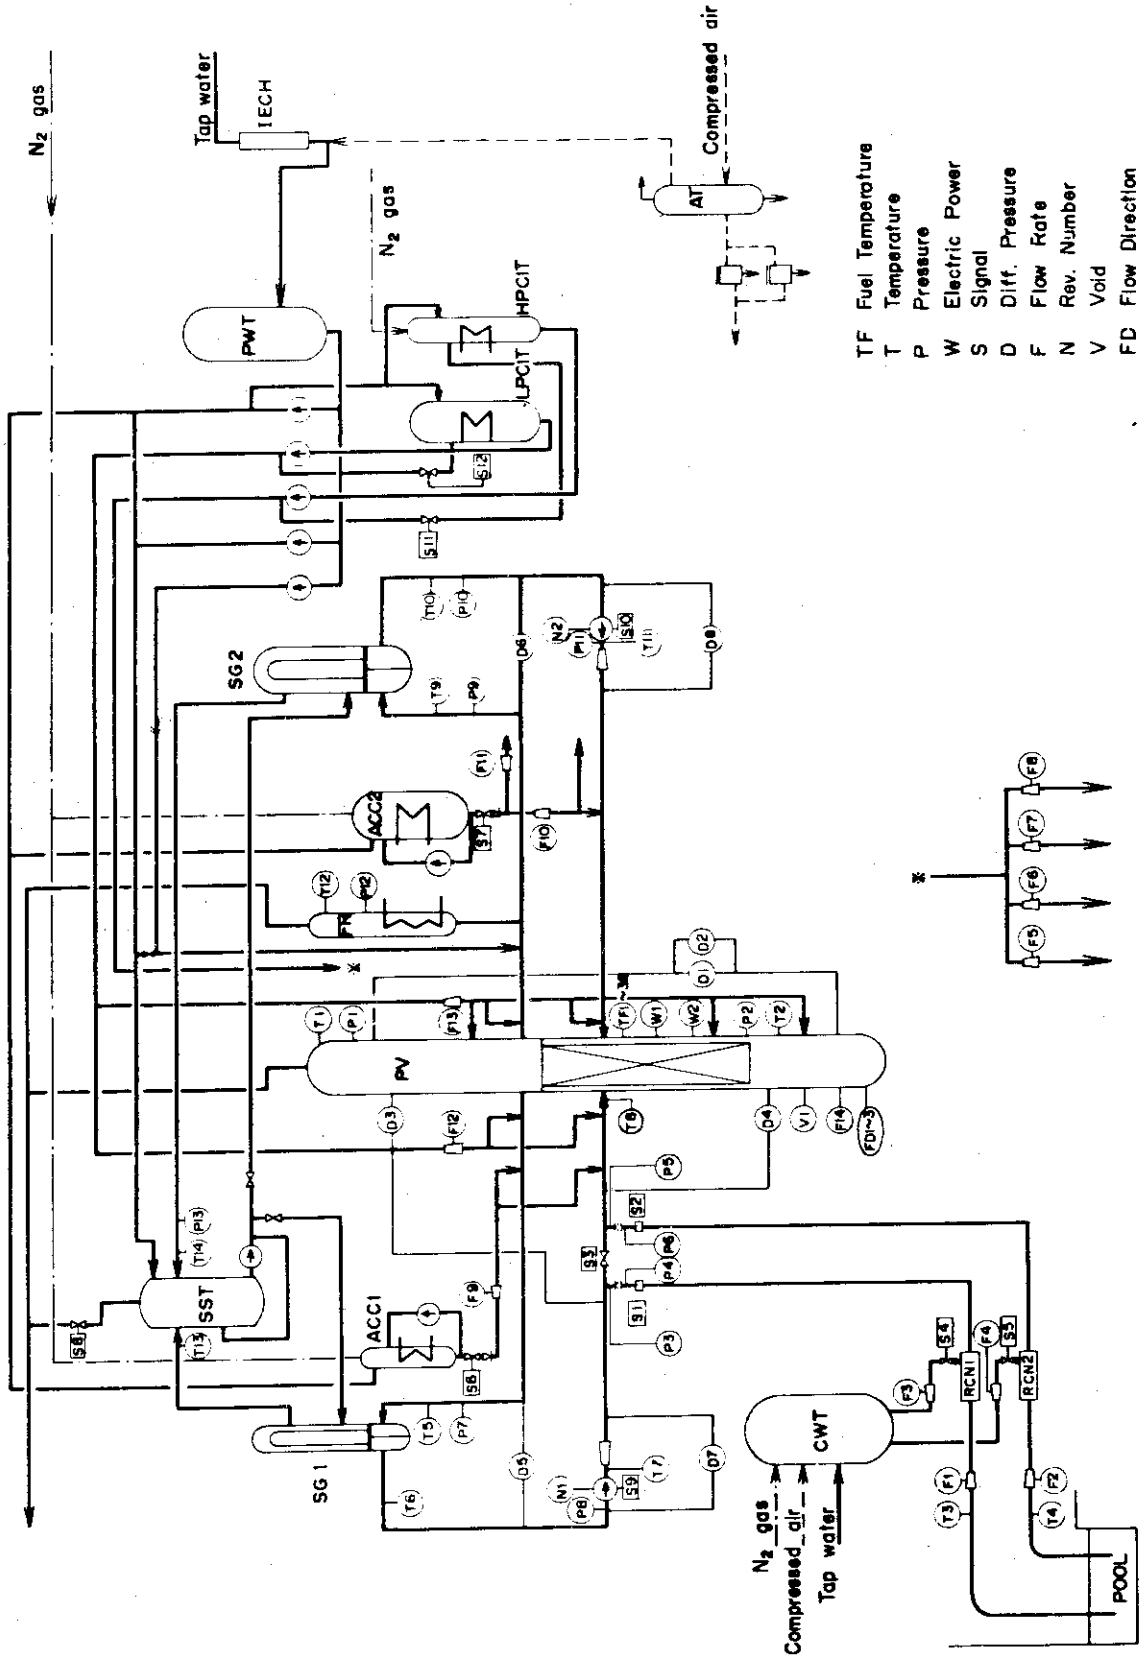 N₂ gas
Tap water
IECH
Compressed air
AT
N₂ gas
PWT
HPCIT
LPCIT
S12
S11
T10
P10
D6
N2
P11
S10
T11
D8
SG2
T9
P9
F11
ACC2
S7
F10
T12
P12
PR
*
D2
D1
T1
P1
F13
TF1
W1
W2
P2
T2
PV
D3
F12
T8
D4
V1
F14
FD1~3
P5
S2
P6
S3
P4
S1
P3
P13
T14
SST
S8
T13
ACC1
F9
S6
SG1
T5
P7
T6
D5
N1
P8
S9
T7
D7
CWT
N₂ gas
Compressed air
Tap water
F3
S4
F4
S5
RCN1
RCN2
F1
T3
F2
T4
POOL
*
F5
F6
F7
F8
TF Fuel Temperature
T Temperature
P Pressure
W Electric Power
S Signal
D Diff. Pressure
F Flow Rate
N Rev. Number
V Void
FD Flow Direction